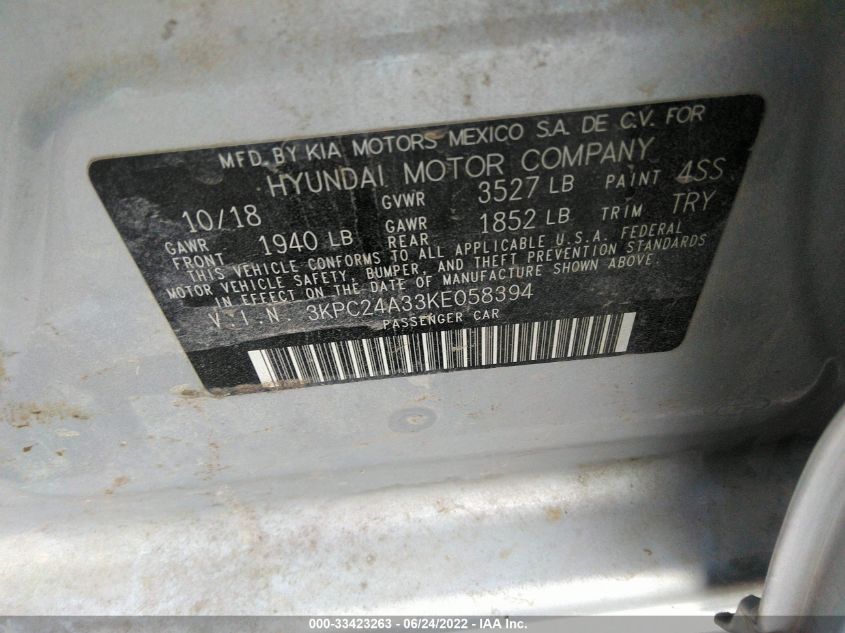 MFD. BY KIA MOTORS MEXICO S.A. DE C.V. FOR
HYUNDAI MOTOR COMPANY
10/18 GVWR 3527 LB PAINT 4SS
GAWR FRONT 1940 LB GAWR REAR 1852 LB TRIM TRY
THIS VEHICLE CONFORMS TO ALL APPLICABLE U.S.A. FEDERAL
MOTOR VEHICLE SAFETY, BUMPER, AND THEFT PREVENTION STANDARDS
IN EFFECT ON THE DATE OF MANUFACTURE SHOWN ABOVE.
V.I.N 3KPC24A33KE058394
PASSENGER CAR
000-33423263 - 06/24/2022 - IAA Inc.